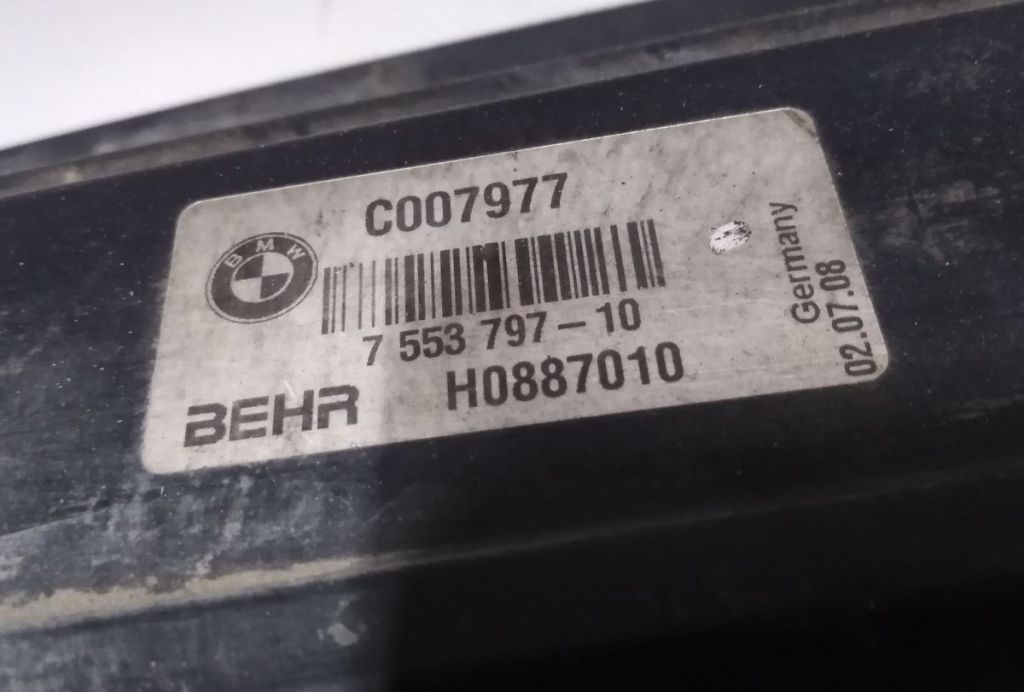 C007977
BMW
7 553 797-10
BEHR
H0887010
Germany
02.07.08